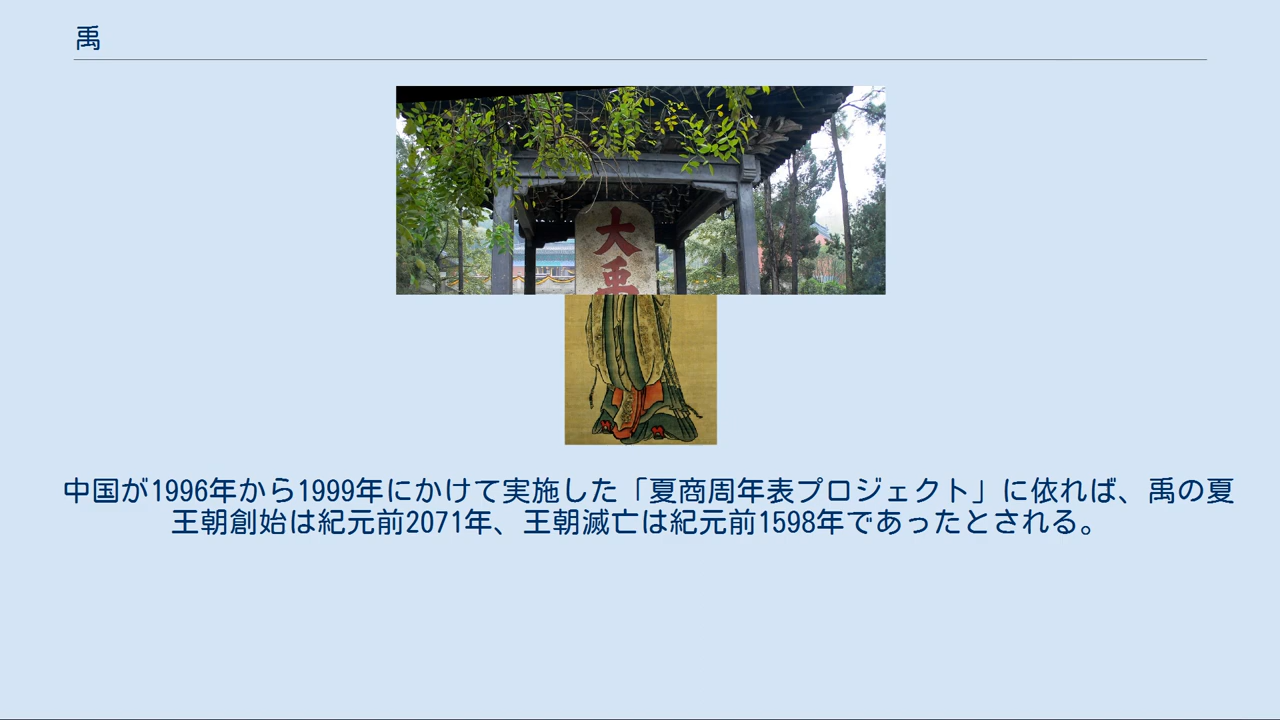 禹
大
禹
中国が1996年から1999年にかけて実施した「夏商周年表プロジェクト」に依れば、禹の夏
王朝創始は紀元前2071年、王朝滅亡は紀元前1598年であったとされる。